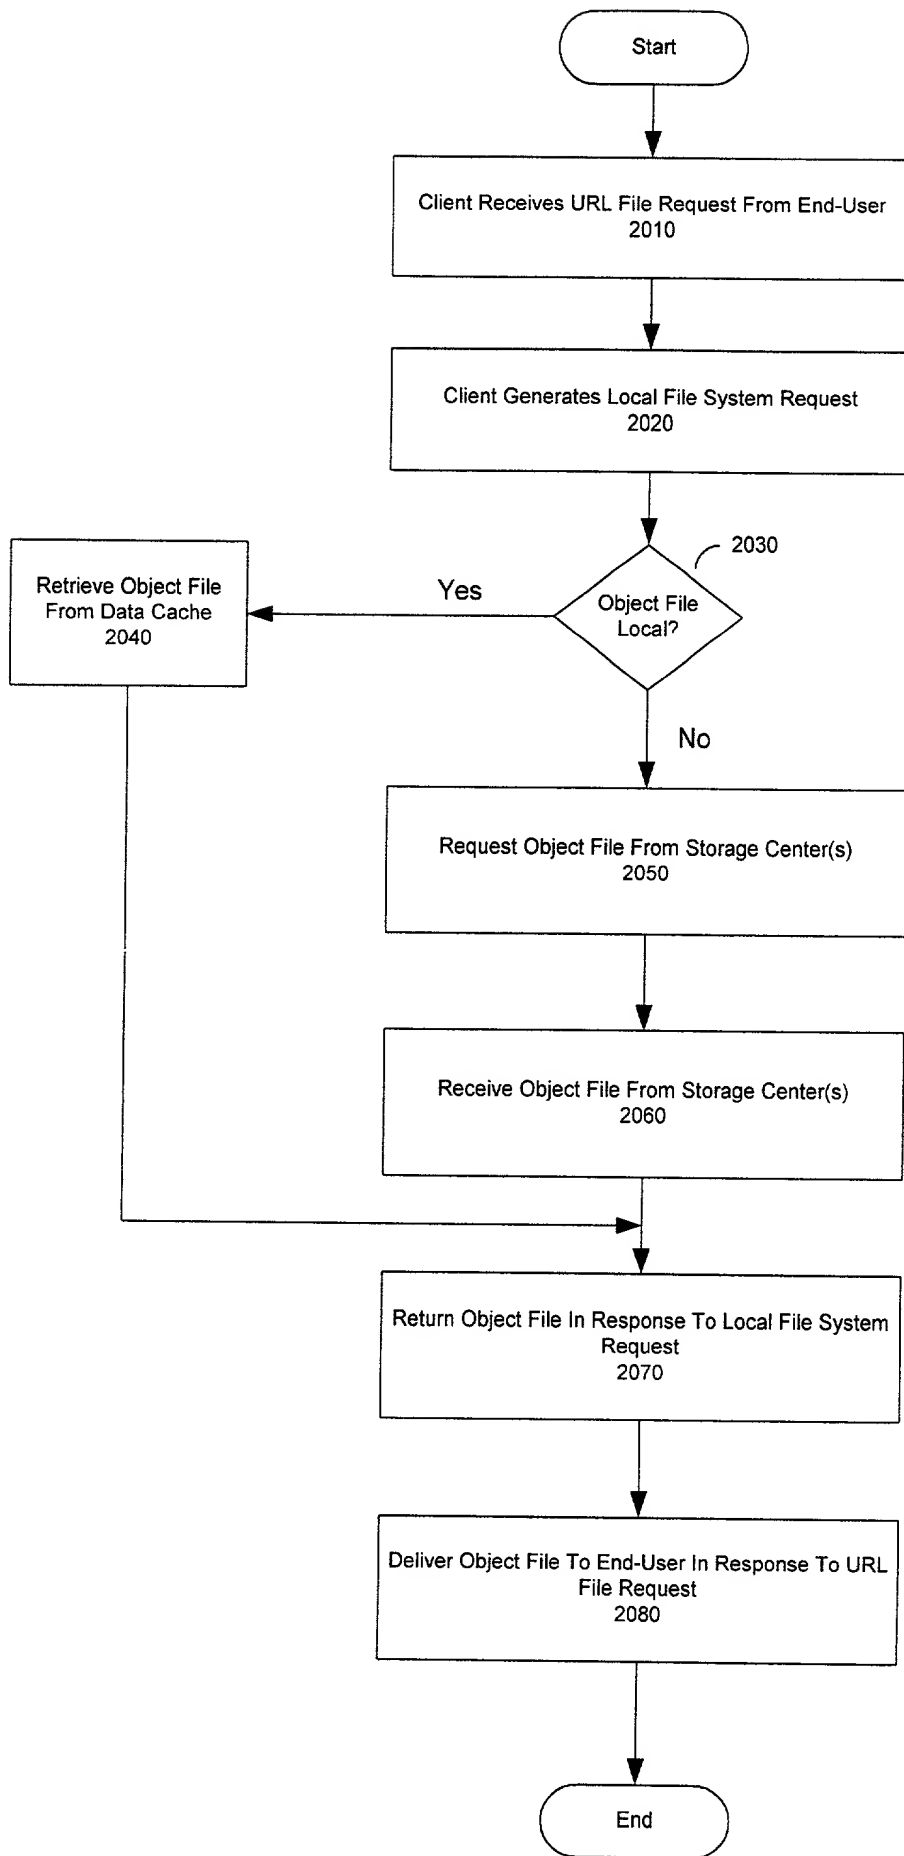 Start
Client Receives URL File Request From End-User
2010
Client Generates Local File System Request
2020
2030
Object File
Local?
Yes
Retrieve Object File
From Data Cache
2040
No
Request Object File From Storage Center(s)
2050
Receive Object File From Storage Center(s)
2060
Return Object File In Response To Local File System
Request
2070
Deliver Object File To End-User In Response To URL
File Request
2080
End